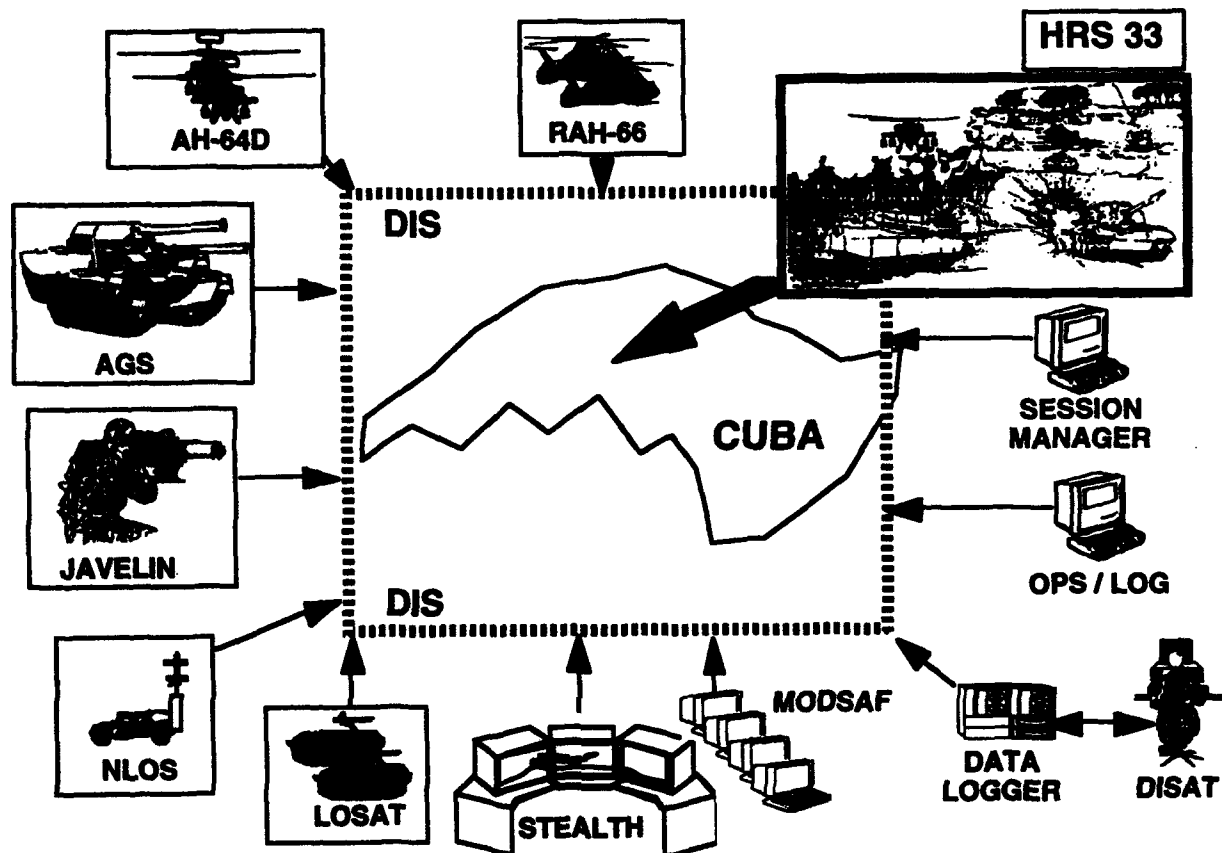 HRS 33
AH-64D
RAH-66
DIS
AGS
CUBA
SESSION
MANAGER
JAVELIN
OPS / LOG
DIS
NLOS
LOSAT
STEALTH
MODSAF
DATA
LOGGER
DISAT